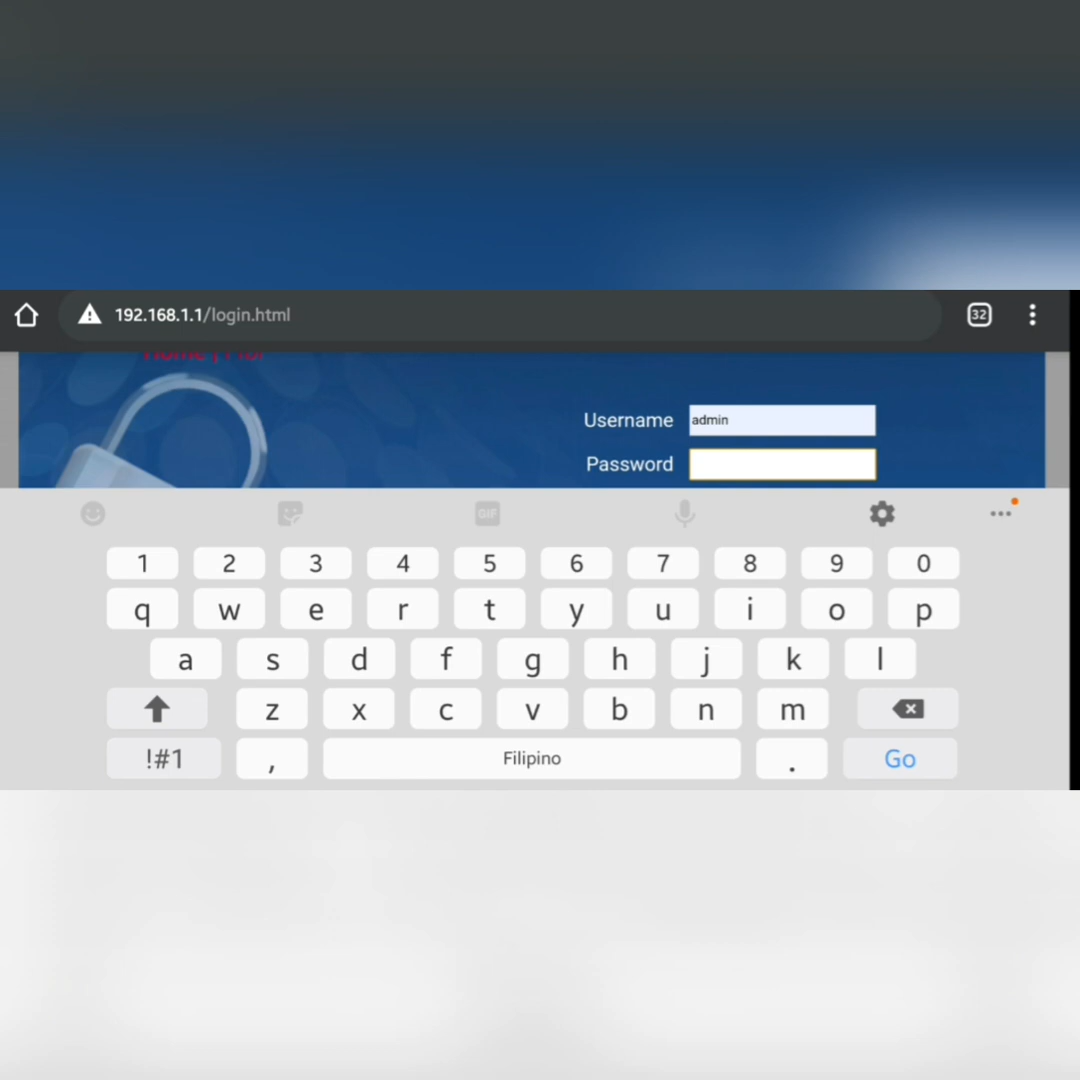 192.168.1.1/login.html
32
Username admin
Password
GIF
1 2 3 4 5 6 7 8 9 0
q w e r t y u i o p
a s d f g h j k l
z x c v b n m
!#1 , Filipino . Go